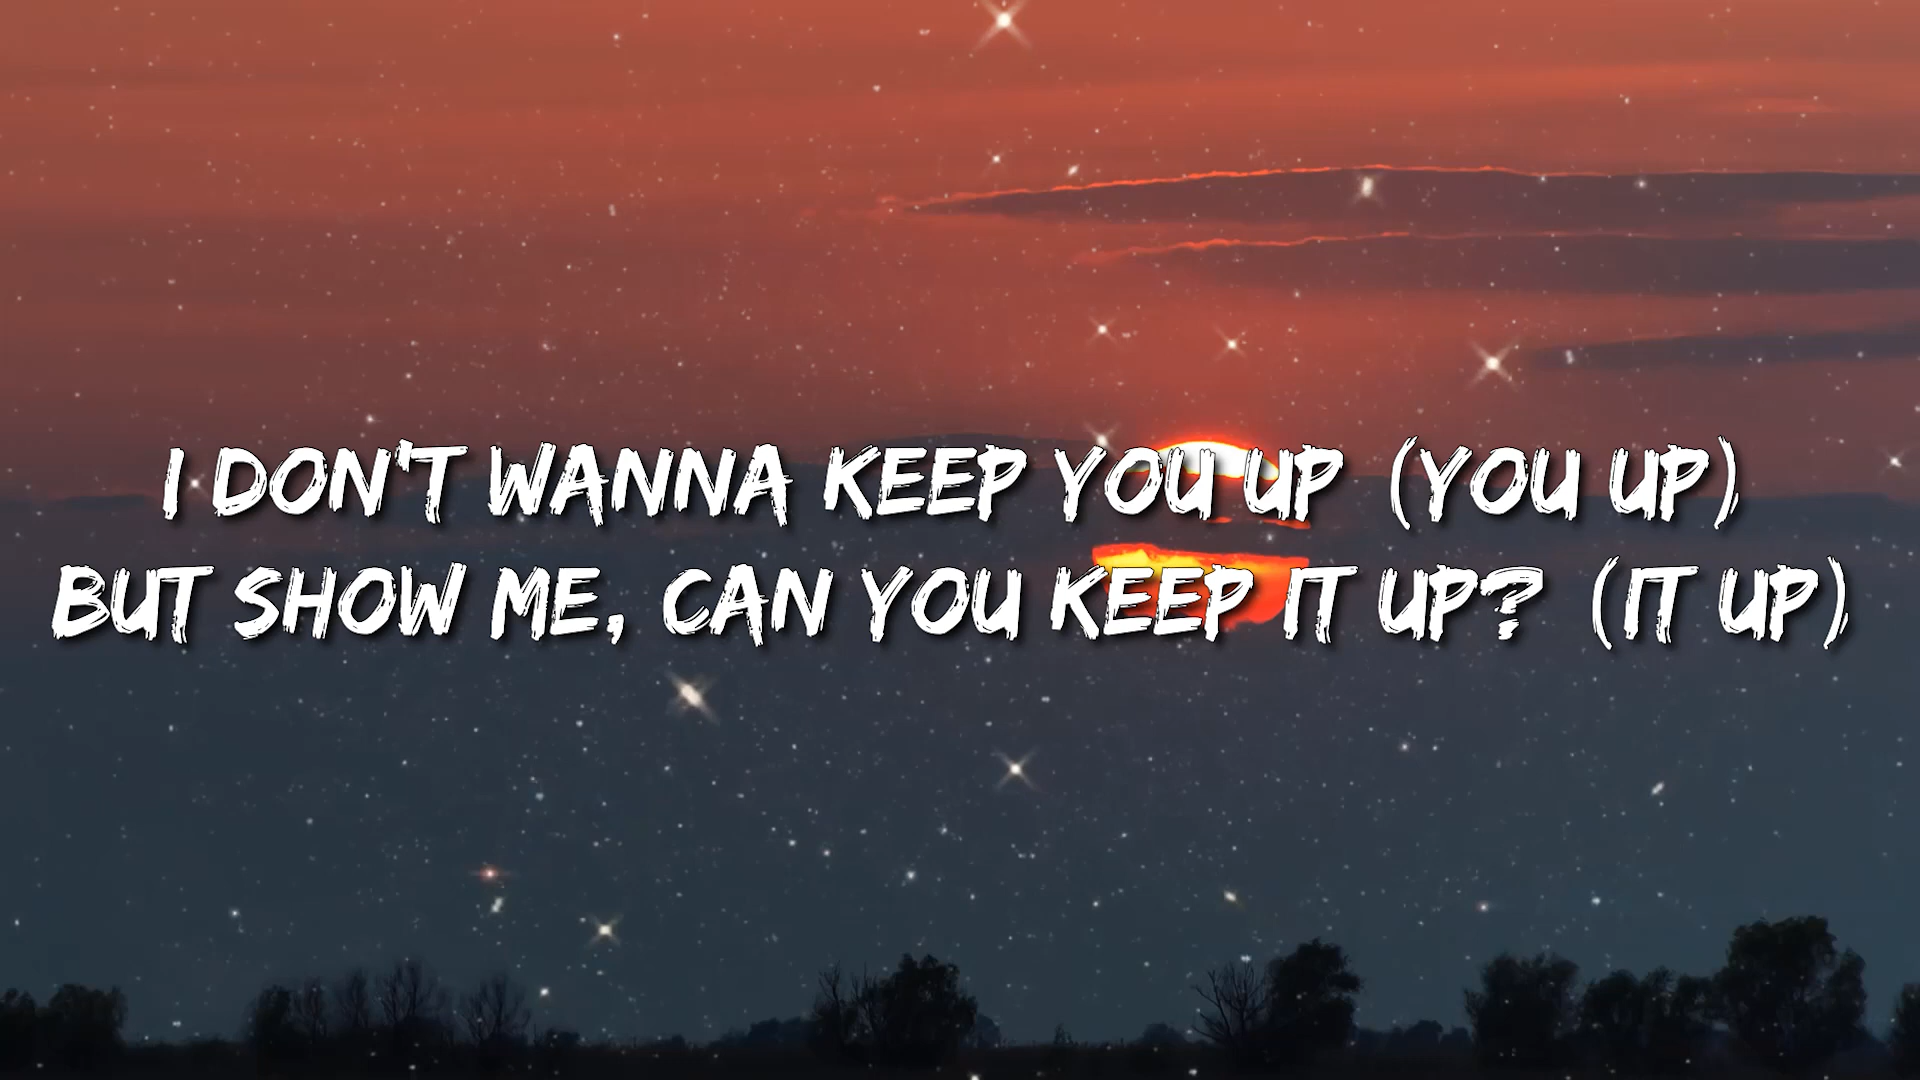 I DON'T WANNA KEEP YOU UP (YOU UP)
BUT SHOW ME, CAN YOU KEEP IT UP? (IT UP)